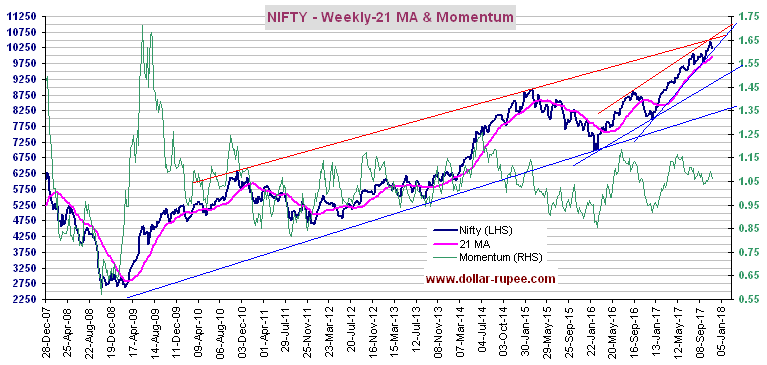 NIFTY - Weekly-21 MA & Momentum
11250
10750
10250
9750
9250
8750
8250
7750
7250
6750
6250
5750
5250
4750
4250
3750
3250
2750
2250
1.75
1.65
1.55
1.45
1.35
1.25
1.15
1.05
0.95
0.85
0.75
0.65
0.55
Nifty (LHS)
21 MA
Momentum (RHS)
www.dollar-rupee.com
28-Dec-07
25-Apr-08
22-Aug-08
19-Dec-08
17-Apr-09
14-Aug-09
11-Dec-09
09-Apr-10
06-Aug-10
03-Dec-10
01-Apr-11
29-Jul-11
25-Nov-11
23-Mar-12
20-Jul-12
16-Nov-12
15-Mar-13
12-Jul-13
08-Nov-13
07-Mar-14
04-Jul-14
03-Oct-14
30-Jan-15
29-May-15
25-Sep-15
22-Jan-16
20-May-16
16-Sep-16
13-Jan-17
12-May-17
08-Sep-17
05-Jan-18